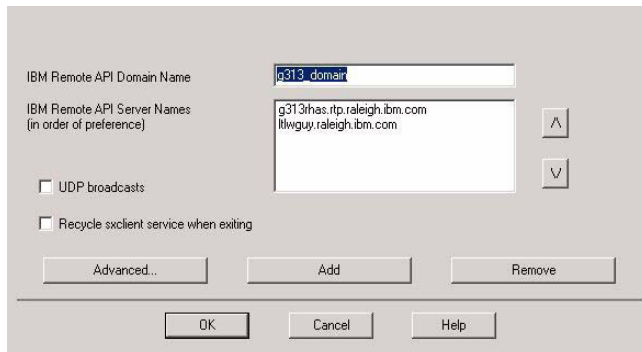 IBM Remote API Domain Name
g313_domain
IBM Remote API Server Names
(in order of preference)
g313rhas.rtp.raleigh.ibm.com
ltlwguy.raleigh.ibm.com
/\
\/
UDP broadcasts
Recycle sxclient service when exiting
Advanced...
Add
Remove
OK
Cancel
Help